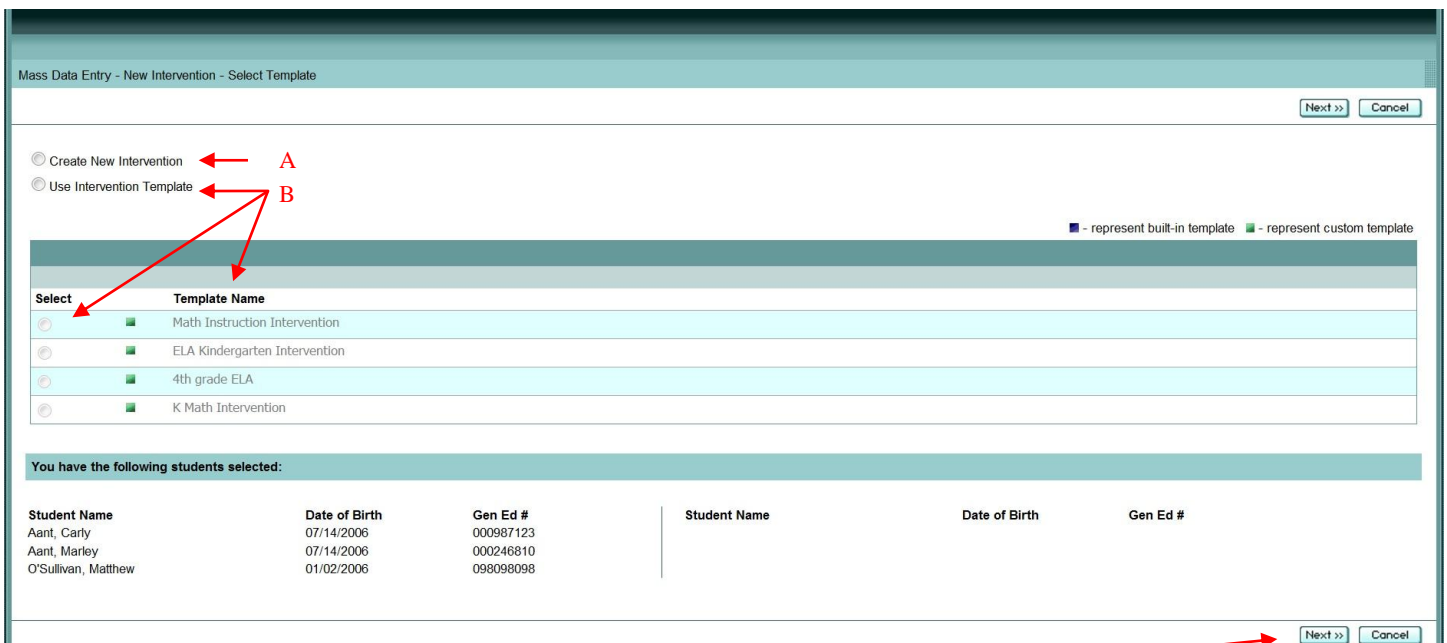 Mass Data Entry - New Intervention - Select Template
Next >> Cancel
Create New Intervention A
Use Intervention Template B
- represent built-in template - represent custom template
Select Template Name
Math Instruction Intervention
ELA Kindergarten Intervention
4th grade ELA
K Math Intervention
You have the following students selected:
Student Name Date of Birth Gen Ed # Student Name Date of Birth Gen Ed #
Aant, Carly 07/14/2006 000987123
Aant, Marley 07/14/2006 000246810
O'Sullivan, Matthew 01/02/2006 098098098
Next >> Cancel